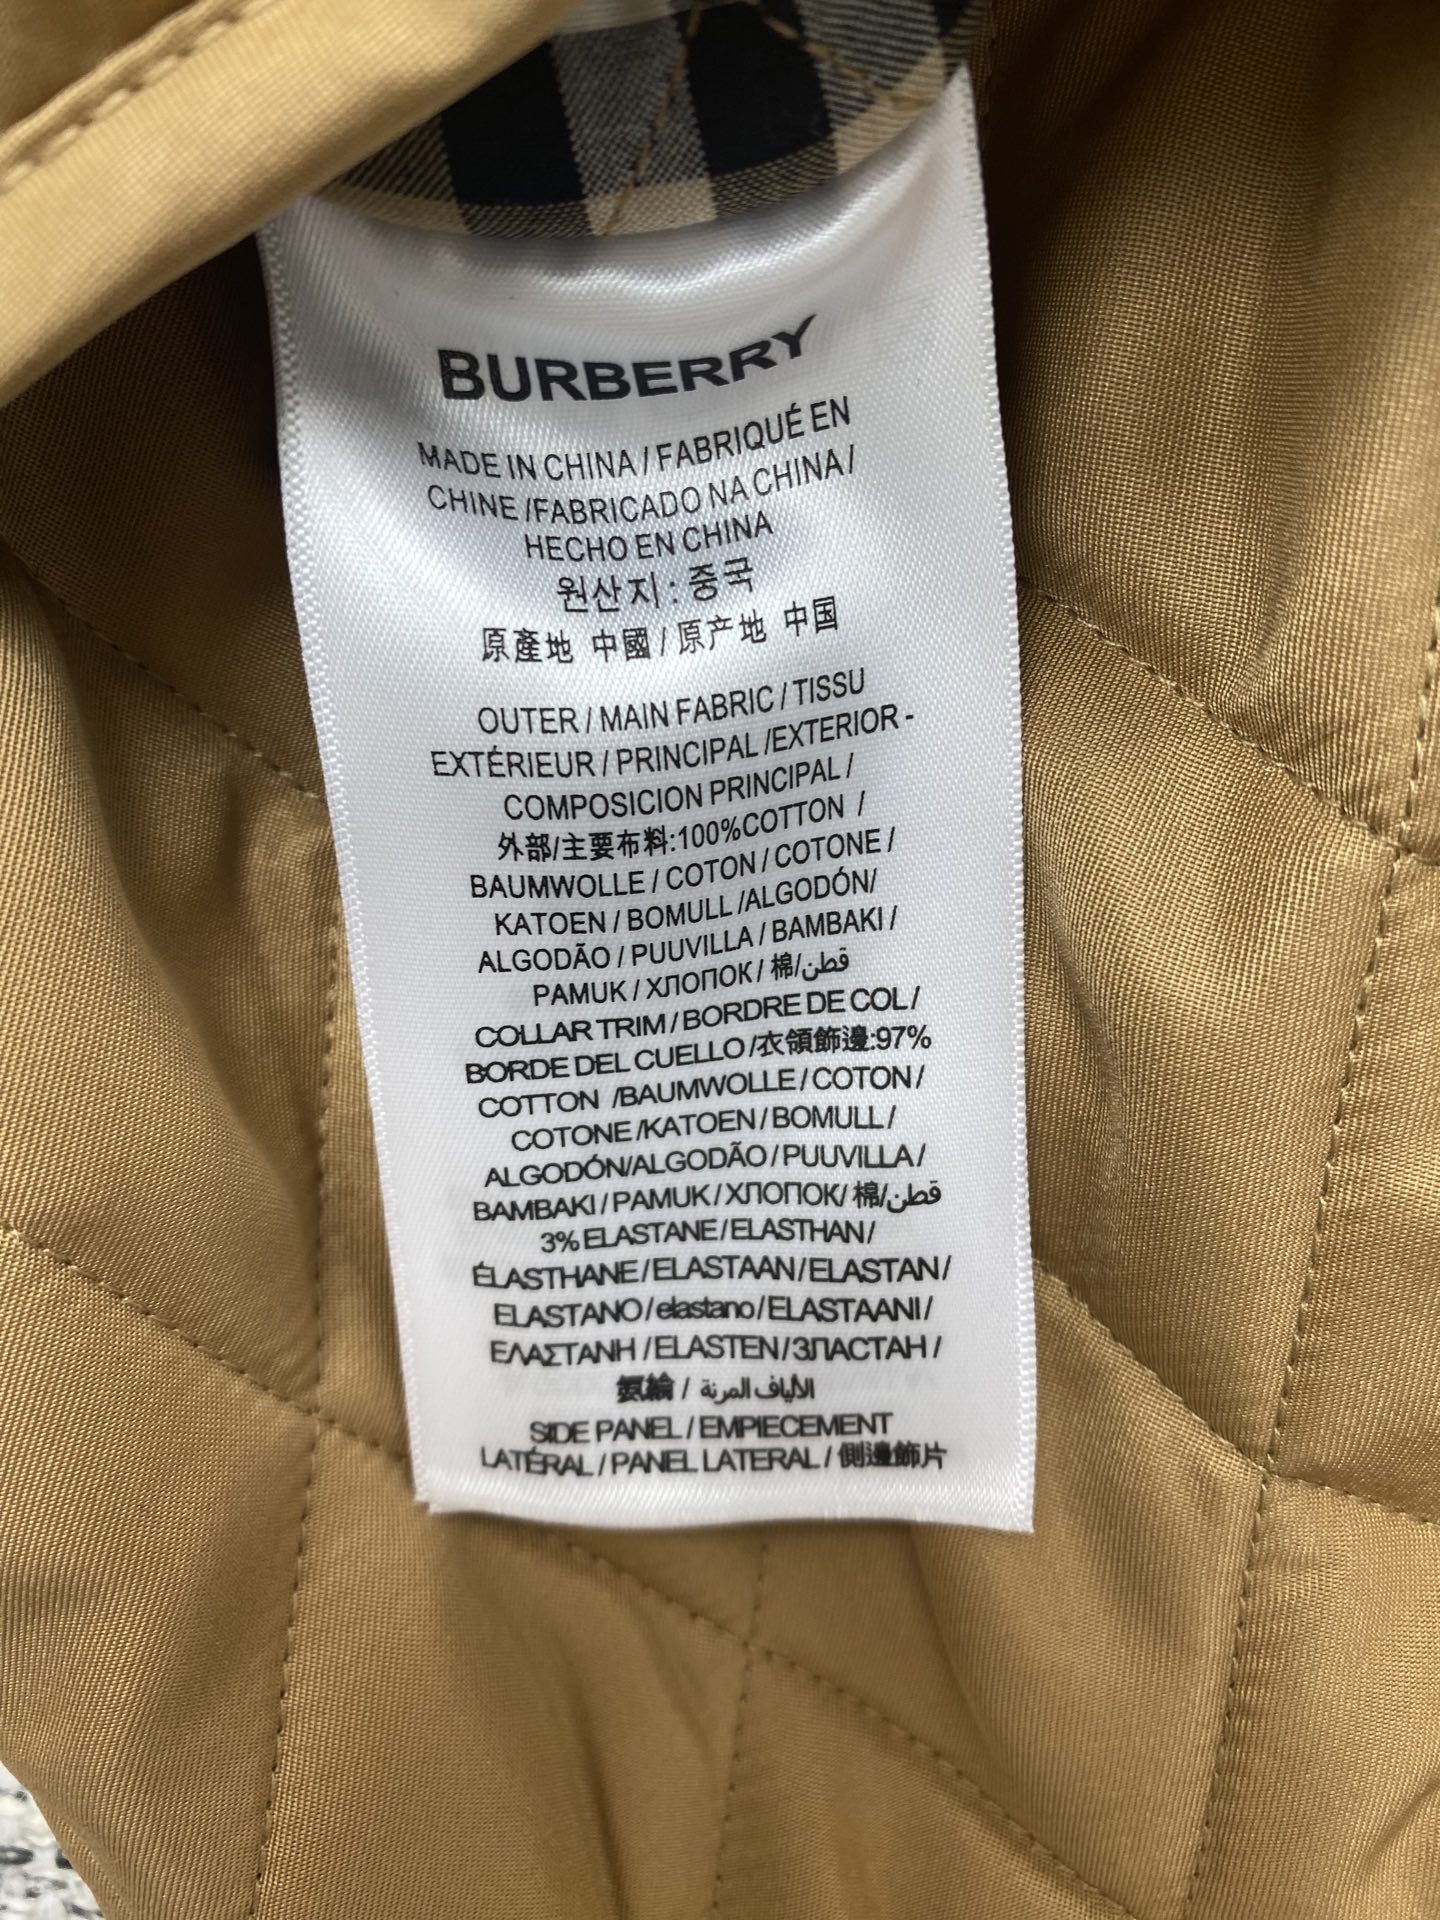 BURBERRY
MADE IN CHINA / FABRIQUÉ EN
CHINE /FABRICADO NA CHINA /
HECHO EN CHINA
원산지 : 중국
原產地 中國 / 原产地 中国
OUTER / MAIN FABRIC / TISSU
EXTÉRIEUR / PRINCIPAL /EXTERIOR -
COMPOSICION PRINCIPAL /
外部/主要布料:100%COTTON /
BAUMWOLLE / COTON / COTONE /
KATOEN / BOMULL /ALGODÓN/
ALGODÃO / PUUVILLA / BAMBAKI /
PAMUK / ХЛОПОК / 棉/قطن
COLLAR TRIM / BORDRE DE COL /
BORDE DEL CUELLO /衣領飾邊:97%
COTTON /BAUMWOLLE / COTON /
COTONE /KATOEN / BOMULL /
ALGODÓN/ALGODÃO / PUUVILLA /
BAMBAKI / PAMUK / ХЛОПОК/ 棉/قطن
3% ELASTANE / ELASTHAN /
ÉLASTHANE / ELASTAAN / ELASTAN /
ELASTANO / elastano / ELASTAANI /
ΕΛΑΣΤΑΝΗ / ELASTEN / ЗПАСТАН /
氨綸 / الألياف المرنة
SIDE PANEL / EMPIECEMENT
LATÉRAL / PANEL LATERAL / 側邊飾片